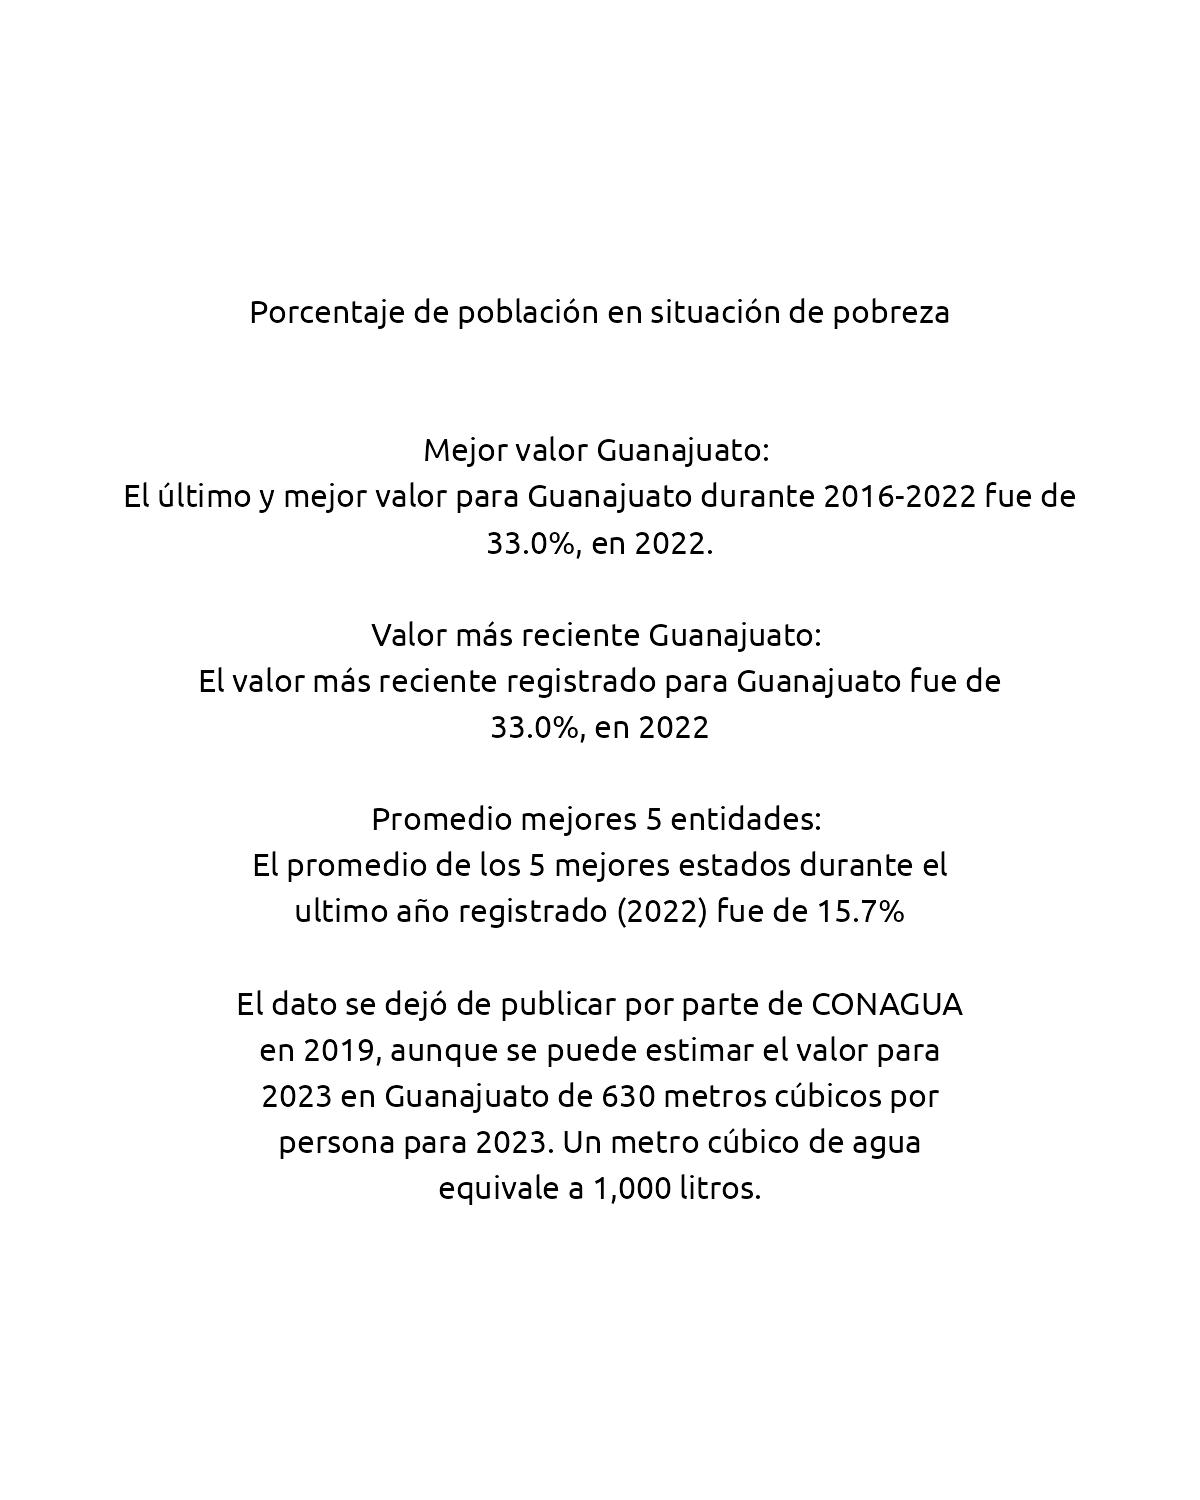 Porcentaje de población en situación de pobreza
Mejor valor Guanajuato:
El último y mejor valor para Guanajuato durante 2016-2022 fue de
33.0%, en 2022.
Valor más reciente Guanajuato:
El valor más reciente registrado para Guanajuato fue de
33.0%, en 2022
Promedio mejores 5 entidades:
El promedio de los 5 mejores estados durante el
ultimo año registrado (2022) fue de 15.7%
El dato se dejó de publicar por parte de CONAGUA
en 2019, aunque se puede estimar el valor para
2023 en Guanajuato de 630 metros cúbicos por
persona para 2023. Un metro cúbico de agua
equivale a 1,000 litros.